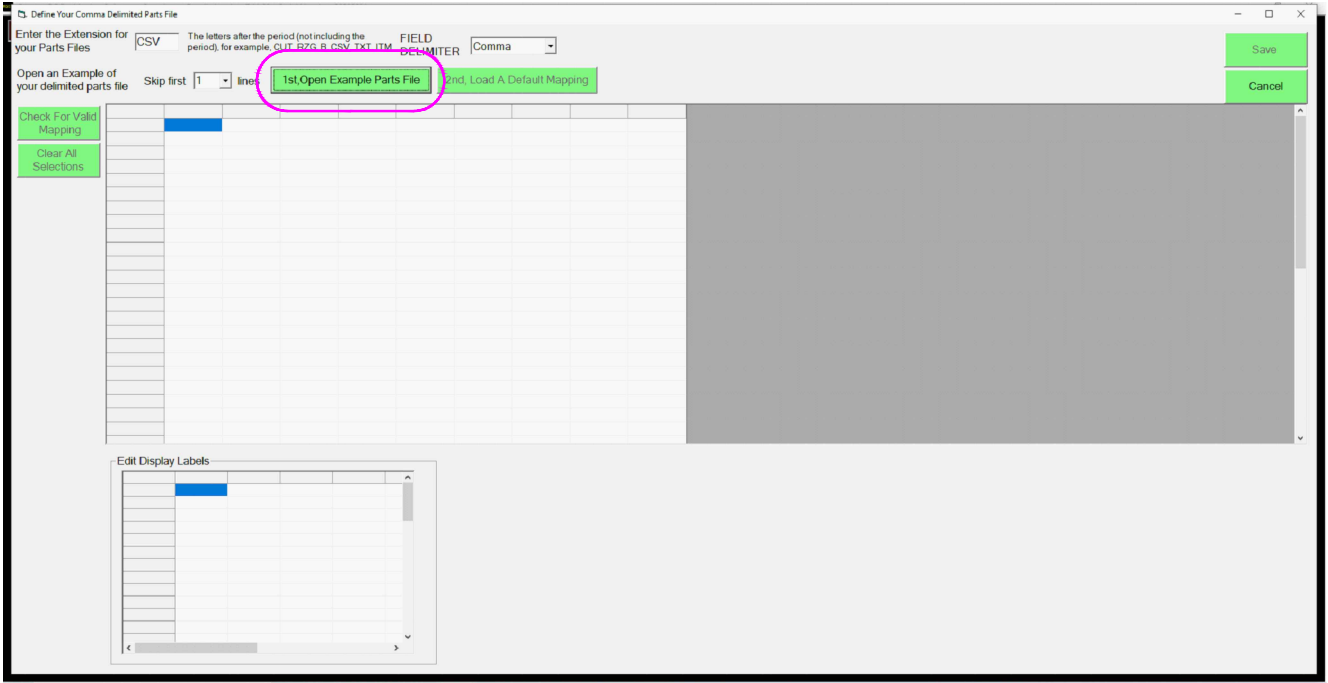 Define Your Comma Delimited Parts File
Enter the Extension for
your Parts Files
CSV
The letters after the period (not including the
period), for example, CUT, RZG, B, CSV, TXT, ITM
FIELD
DELIMITER
Comma
Save
Open an Example of
your delimited parts file
Skip first
1
lines
1st,Open Example Parts File
2nd, Load A Default Mapping
Cancel
Check For Valid
Mapping
Clear All
Selections
Edit Display Labels